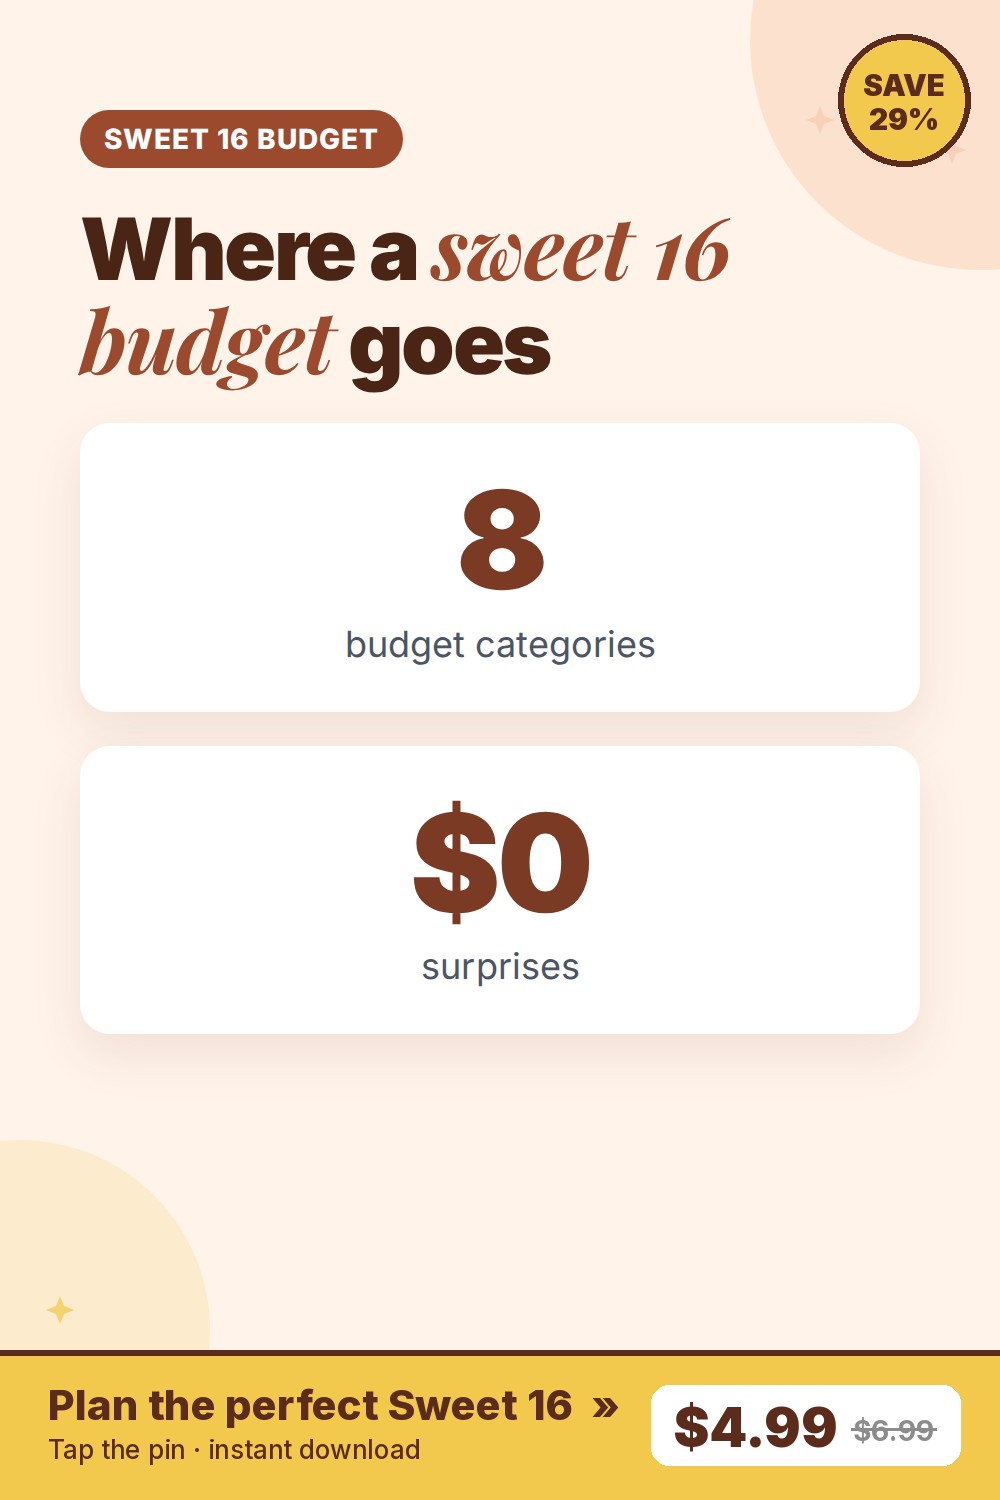 SAVE
29%
SWEET 16 BUDGET
Where a sweet 16
budget goes
8
budget categories
$0
surprises
Plan the perfect Sweet 16 »
Tap the pin · instant download
$4.99 $6.99